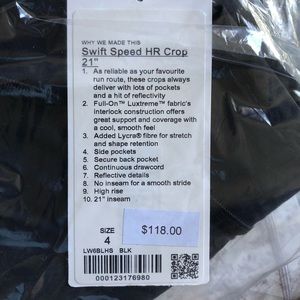 WHY WE MADE THIS
Swift Speed HR Crop
21"
1. As reliable as your favourite
run routine, these crops always
deliver with lots of pockets
and a hit of reflectivity
2. Full-On™ Luxtreme™ fabric's
interlock construction offers
great support and coverage with
a cool, smooth feel
3. Added Lycra® fibre for stretch
and shape retention
4. Side pockets
5. Secure back pocket
6. Continuous drawcord
7. Reflective details
8. No inseam for a smooth stride
9. High rise
10. 21" inseam
SIZE
4
$118.00
LW6BLHS BLK
000123176980